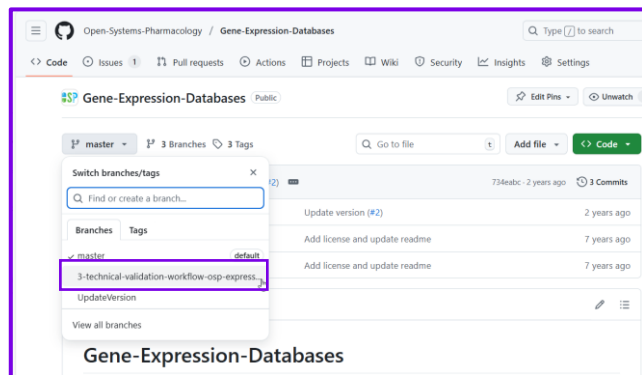 Open-Systems-Pharmacology / Gene-Expression-Databases
Type / to search
Code Issues 1 Pull requests Actions Projects Wiki Security Insights Settings
Gene-Expression-Databases Public
Edit Pins Unwatch
master 3 Branches 3 Tags
Go to file t
Add file Code
Switch branches/tags
#2) 734eabc · 2 years ago 3 Commits
Find or create a branch...
Update version (#2) 2 years ago
Branches Tags
Add license and update readme 7 years ago
master default
Add license and update readme 7 years ago
3-technical-validation-workflow-osp-express...
UpdateVersion
View all branches
Gene-Expression-Databases